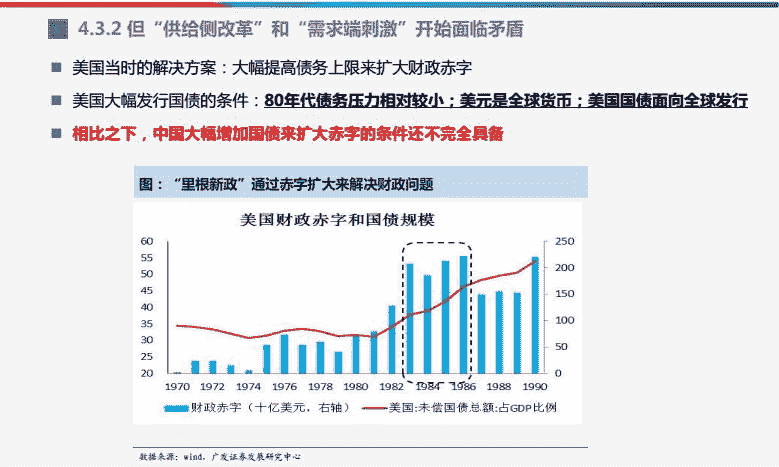 4.3.2 但“供给侧改革”和“需求端刺激”开始面临矛盾
美国当时的解决方案：大幅提高债务上限来扩大财政赤字
美国大幅发行国债的条件：80年代债务压力相对较小；美元是全球货币；美国国债面向全球发行
相比之下，中国大幅增加国债来扩大赤字的条件还不完全具备
图：“里根新政”通过赤字扩大来解决财政问题
美国财政赤字和国债规模
60 250
55
50 200
45
40 150
35 100
30
25 50
20 0
1970 1972 1974 1976 1978 1980 1982 1984 1986 1988 1990
财政赤字（十亿美元，右轴） 美国:未偿国债总额:占GDP比例
数据来源：wind，广发证券发展研究中心